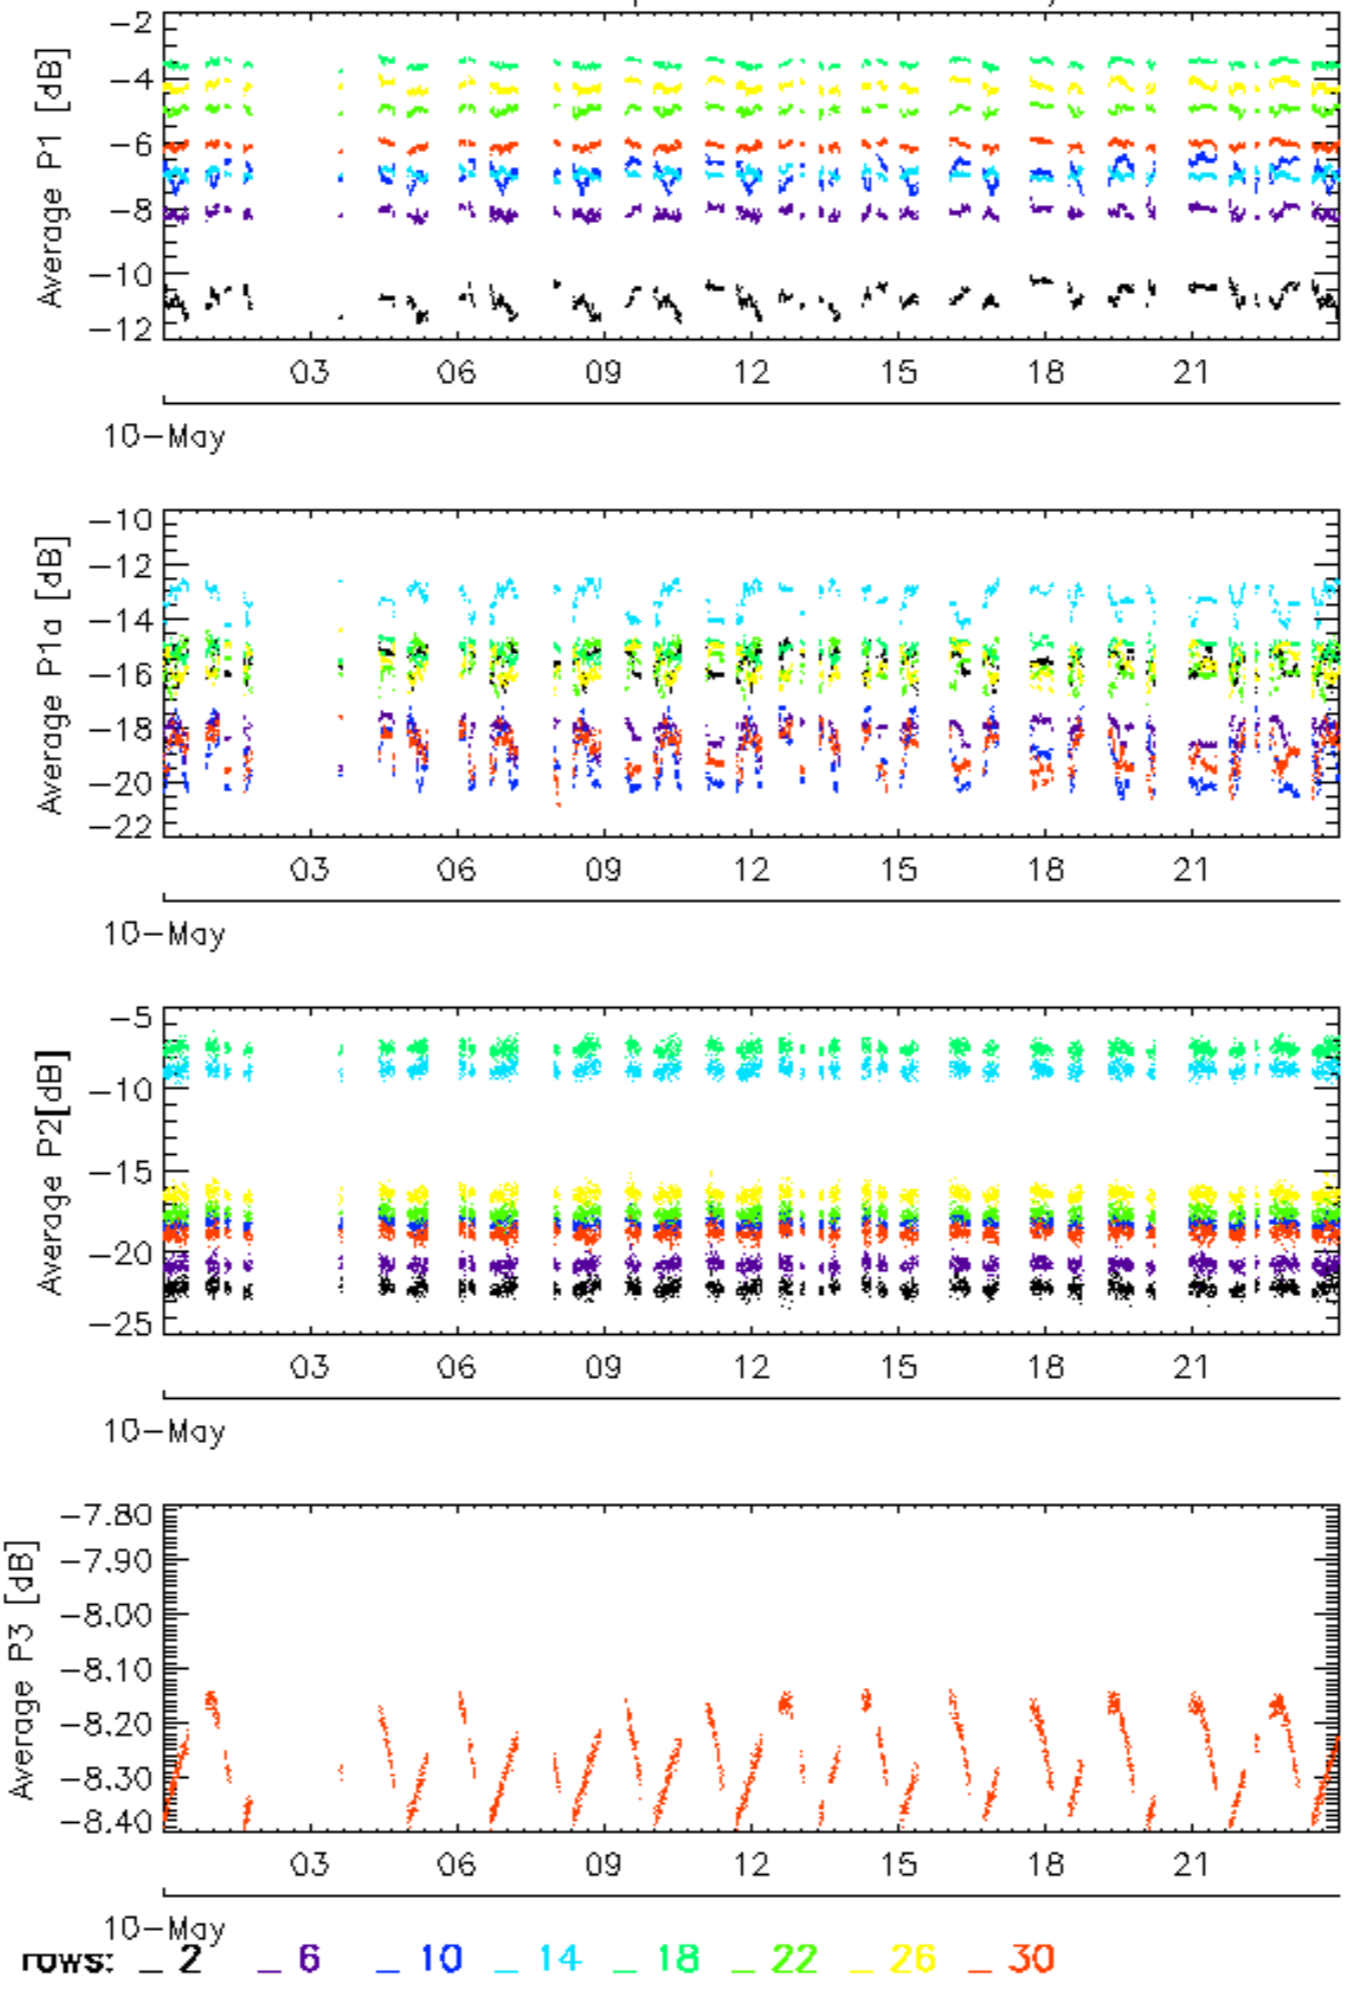 Average P1 [dB]
-2
-4
-6
-8
-10
-12
03 06 09 12 15 18 21
10-May
Average P1a [dB]
-10
-12
-14
-16
-18
-20
-22
03 06 09 12 15 18 21
10-May
Average P2[dB]
-5
-10
-15
-20
-25
03 06 09 12 15 18 21
10-May
Average P3 [dB]
-7.80
-7.90
-8.00
-8.10
-8.20
-8.30
-8.40
03 06 09 12 15 18 21
10-May
rows: _ 2 _ 6 _ 10 _ 14 _ 18 _ 22 _ 26 _ 30